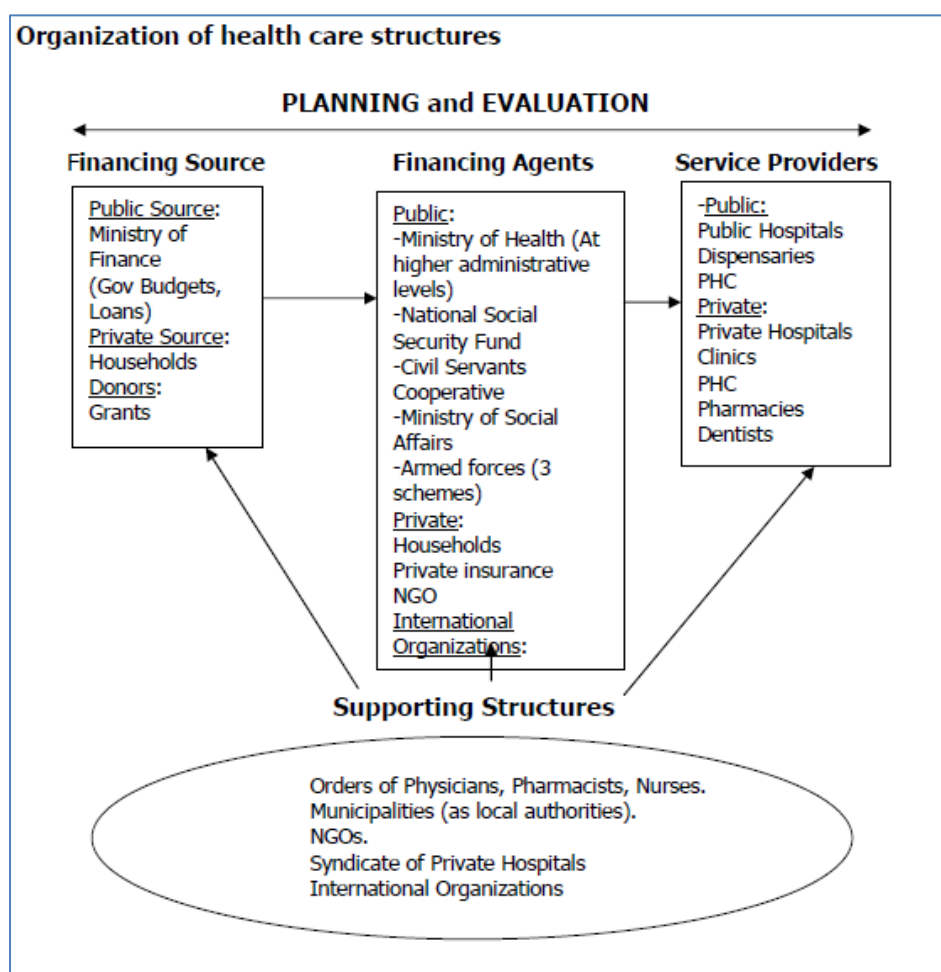 Organization of health care structures
PLANNING and EVALUATION
Financing Source
Public Source:
Ministry of
Finance
(Gov Budgets,
Loans)
Private Source:
Households
Donors:
Grants
Financing Agents
Public:
-Ministry of Health (At
higher administrative
levels)
-National Social
Security Fund
-Civil Servants
Cooperative
-Ministry of Social
Affairs
-Armed forces (3
schemes)
Private:
Households
Private insurance
NGO
International
Organizations:
Service Providers
-Public:
Public Hospitals
Dispensaries
PHC
Private:
Private Hospitals
Clinics
PHC
Pharmacies
Dentists
Supporting Structures
Orders of Physicians, Pharmacists, Nurses.
Municipalities (as local authorities).
NGOs.
Syndicate of Private Hospitals
International Organizations